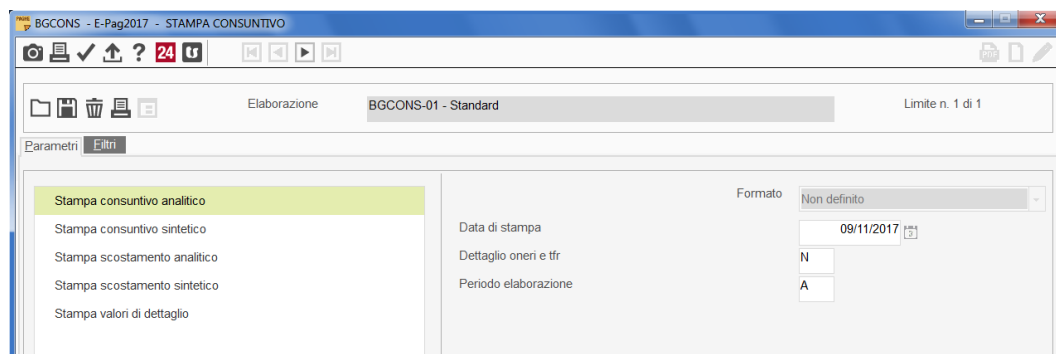 BGCONS - E-Pag2017 - STAMPA CONSUNTIVO
? 24
Elaborazione BGCONS-01 - Standard Limite n. 1 di 1
Parametri Filtri
Stampa consuntivo analitico
Stampa consuntivo sintetico
Stampa scostamento analitico
Stampa scostamento sintetico
Stampa valori di dettaglio
Formato Non definito
Data di stampa 09/11/2017
Dettaglio oneri e tfr N
Periodo elaborazione A